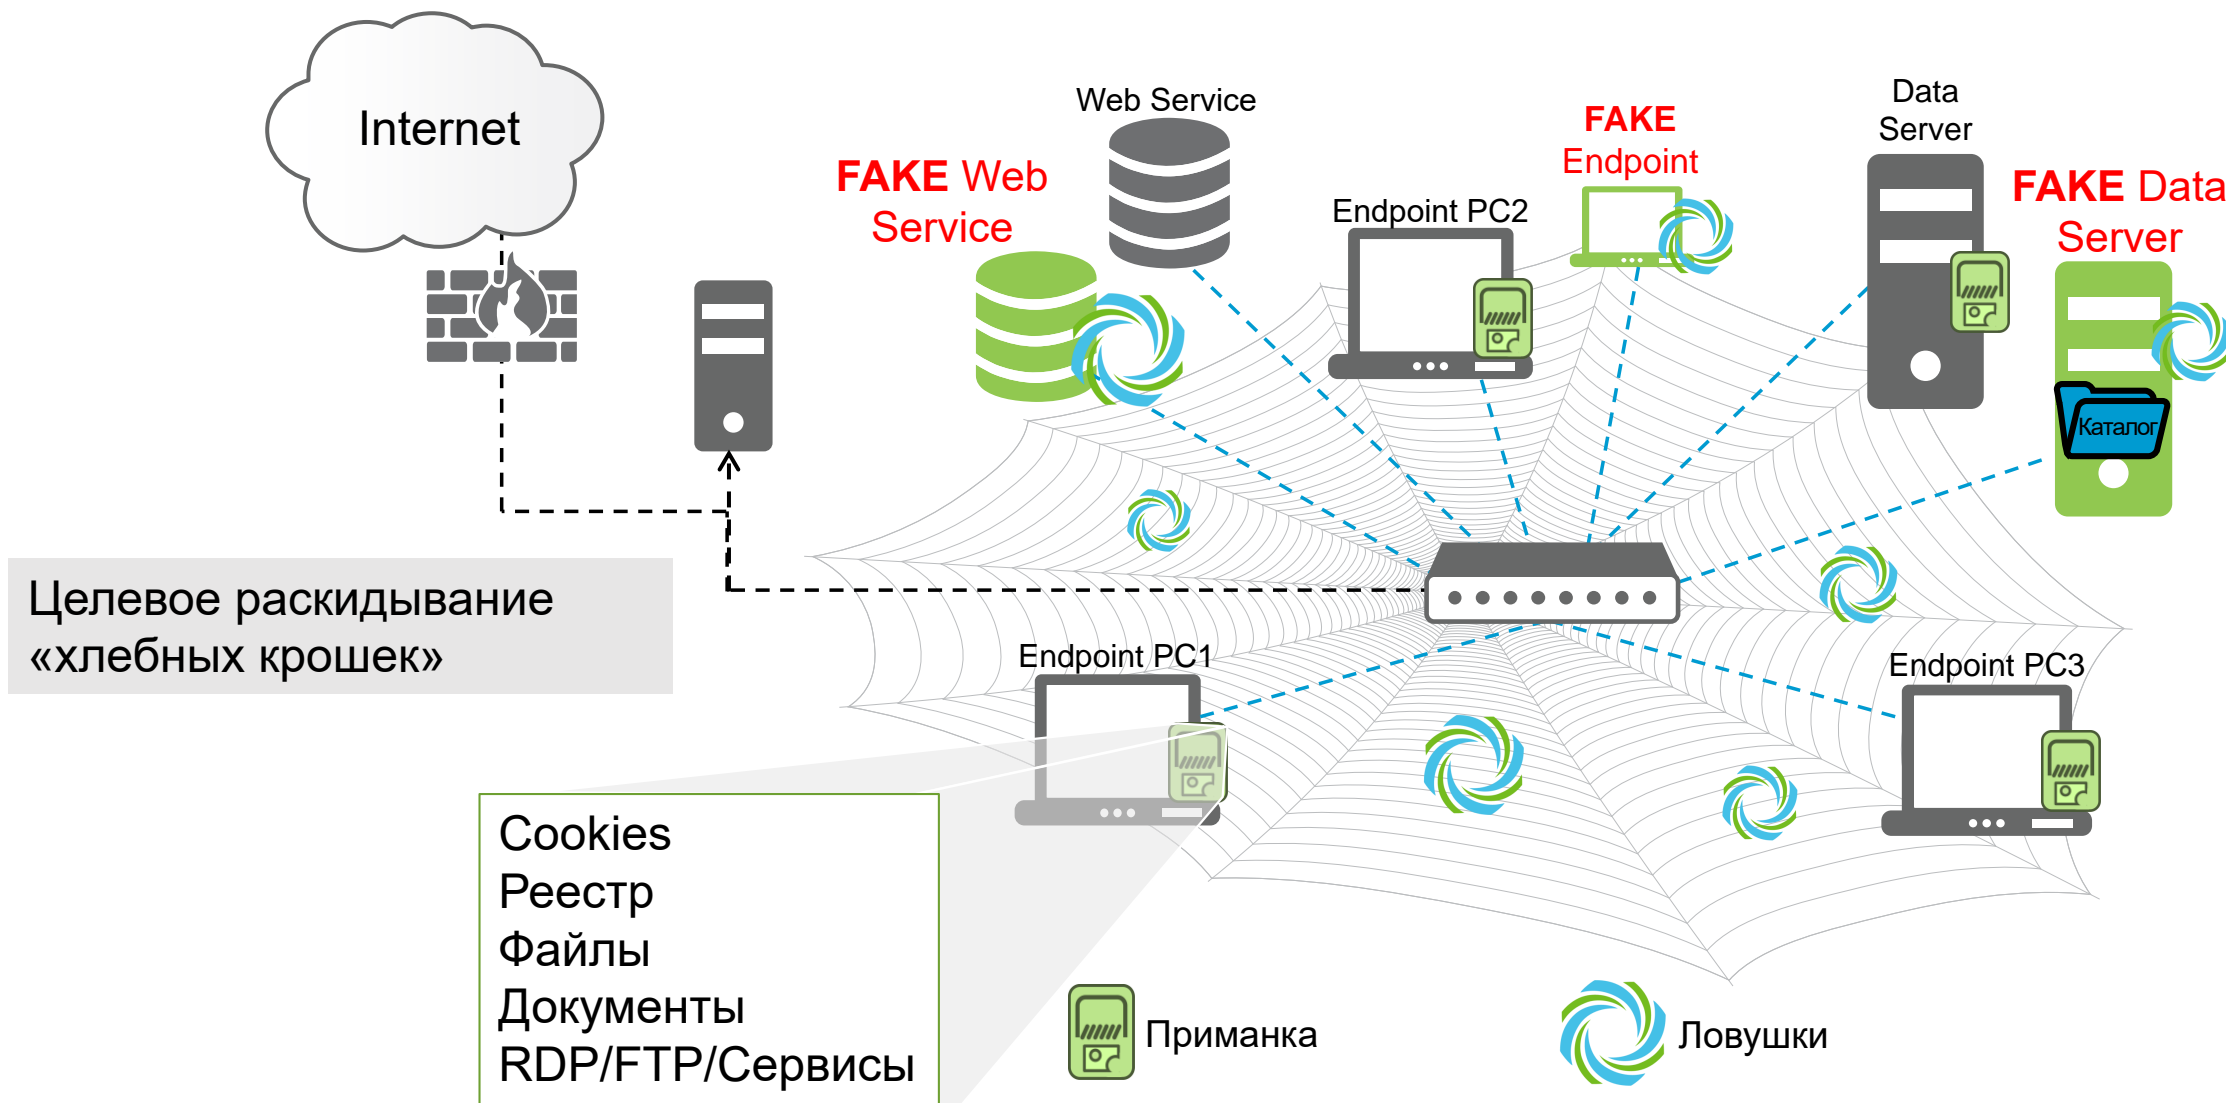 Internet
Web Service
FAKE Web
Service
Endpoint PC2
FAKE
Endpoint
Data
Server
FAKE Data
Server
Каталог
Целевое раскидывание
«хлебных крошек»
Endpoint PC1
Endpoint PC3
Cookies
Реестр
Файлы
Документы
RDP/FTP/Сервисы
Приманка
Ловушки